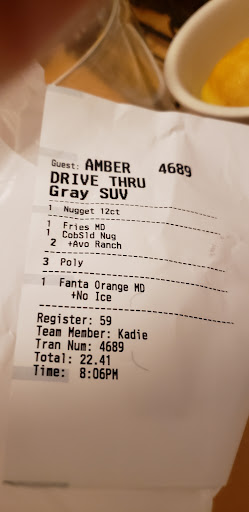 Guest: AMBER 4689
DRIVE THRU
Gray SUV
1 Nugget 12ct
1 Fries MD
1 CobSld Nug
2 +Avo Ranch
3 Poly
1 Fanta Orange MD
+No Ice
Register: 59
Team Member: Kadie
Tran Num: 4689
Total: 22.41
Time: 8:06PM